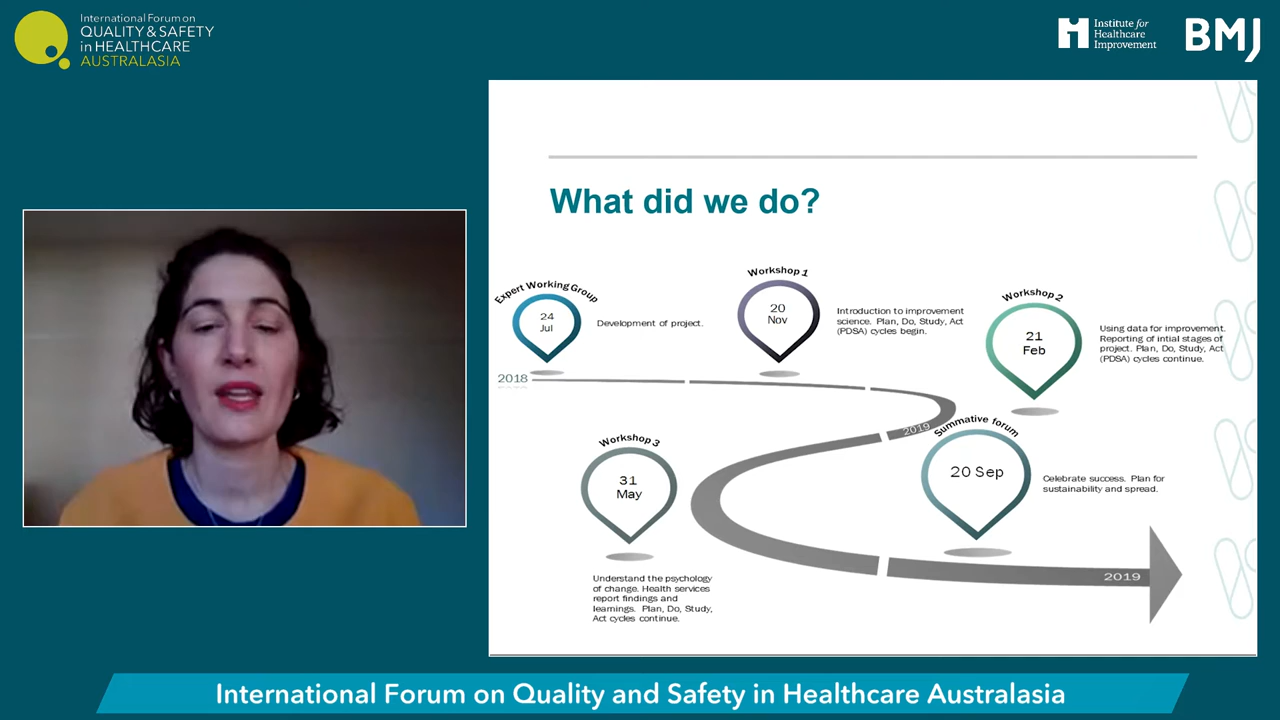 International Forum on
QUALITY & SAFETY
in HEALTHCARE
AUSTRALASIA
Institute for
Healthcare
Improvement
BMJ
What did we do?
Expert Working Group
24
Jul
Development of project.
Workshop 1
20
Nov
Introduction to improvement
science. Plan, Do, Study, Act
(PDSA) cycles begin.
Workshop 2
21
Feb
Using data for improvement.
Reporting of intial stages of
project. Plan, Do, Study, Act
(PDSA) cycles continue.
2018
2019
Workshop 3
31
May
Understand the psychology
of change. Health services
report findings and
learnings. Plan, Do, Study,
Act cycles continue.
Summative forum
20 Sep
Celebrate success. Plan for
sustainability and spread.
2019
International Forum on Quality and Safety in Healthcare Australasia